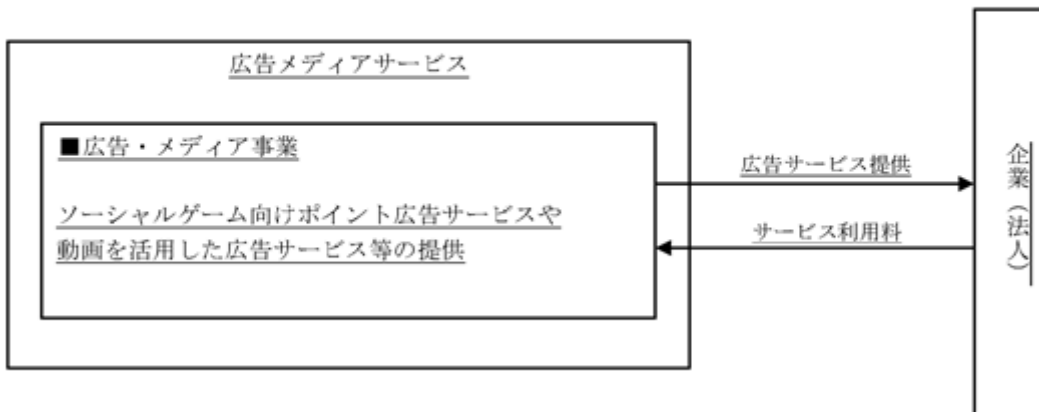 広告メディアサービス
■広告・メディア事業
ソーシャルゲーム向けポイント広告サービスや
動画を活用した広告サービス等の提供
広告サービス提供
サービス利用料
企業(法人)